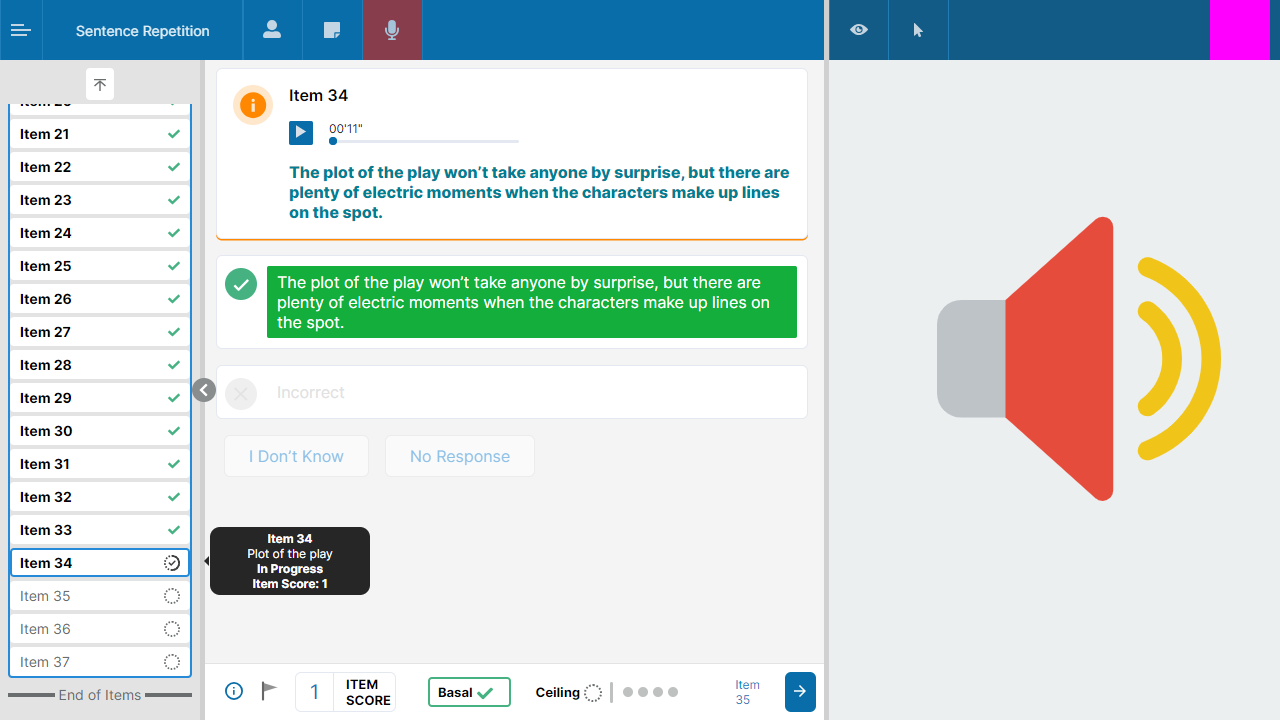 Sentence Repetition
Item 21
Item 22
Item 23
Item 24
Item 25
Item 26
Item 27
Item 28
Item 29
Item 30
Item 31
Item 32
Item 33
Item 34
Item 35
Item 36
Item 37
End of Items
Item 34
00'11"
The plot of the play won’t take anyone by surprise, but there are
plenty of electric moments when the characters make up lines
on the spot.
The plot of the play won’t take anyone by surprise, but there are
plenty of electric moments when the characters make up lines on
the spot.
Incorrect
I Don’t Know
No Response
Item 34
Plot of the play
In Progress
Item Score: 1
1
ITEM
SCORE
Basal
Ceiling
Item
35